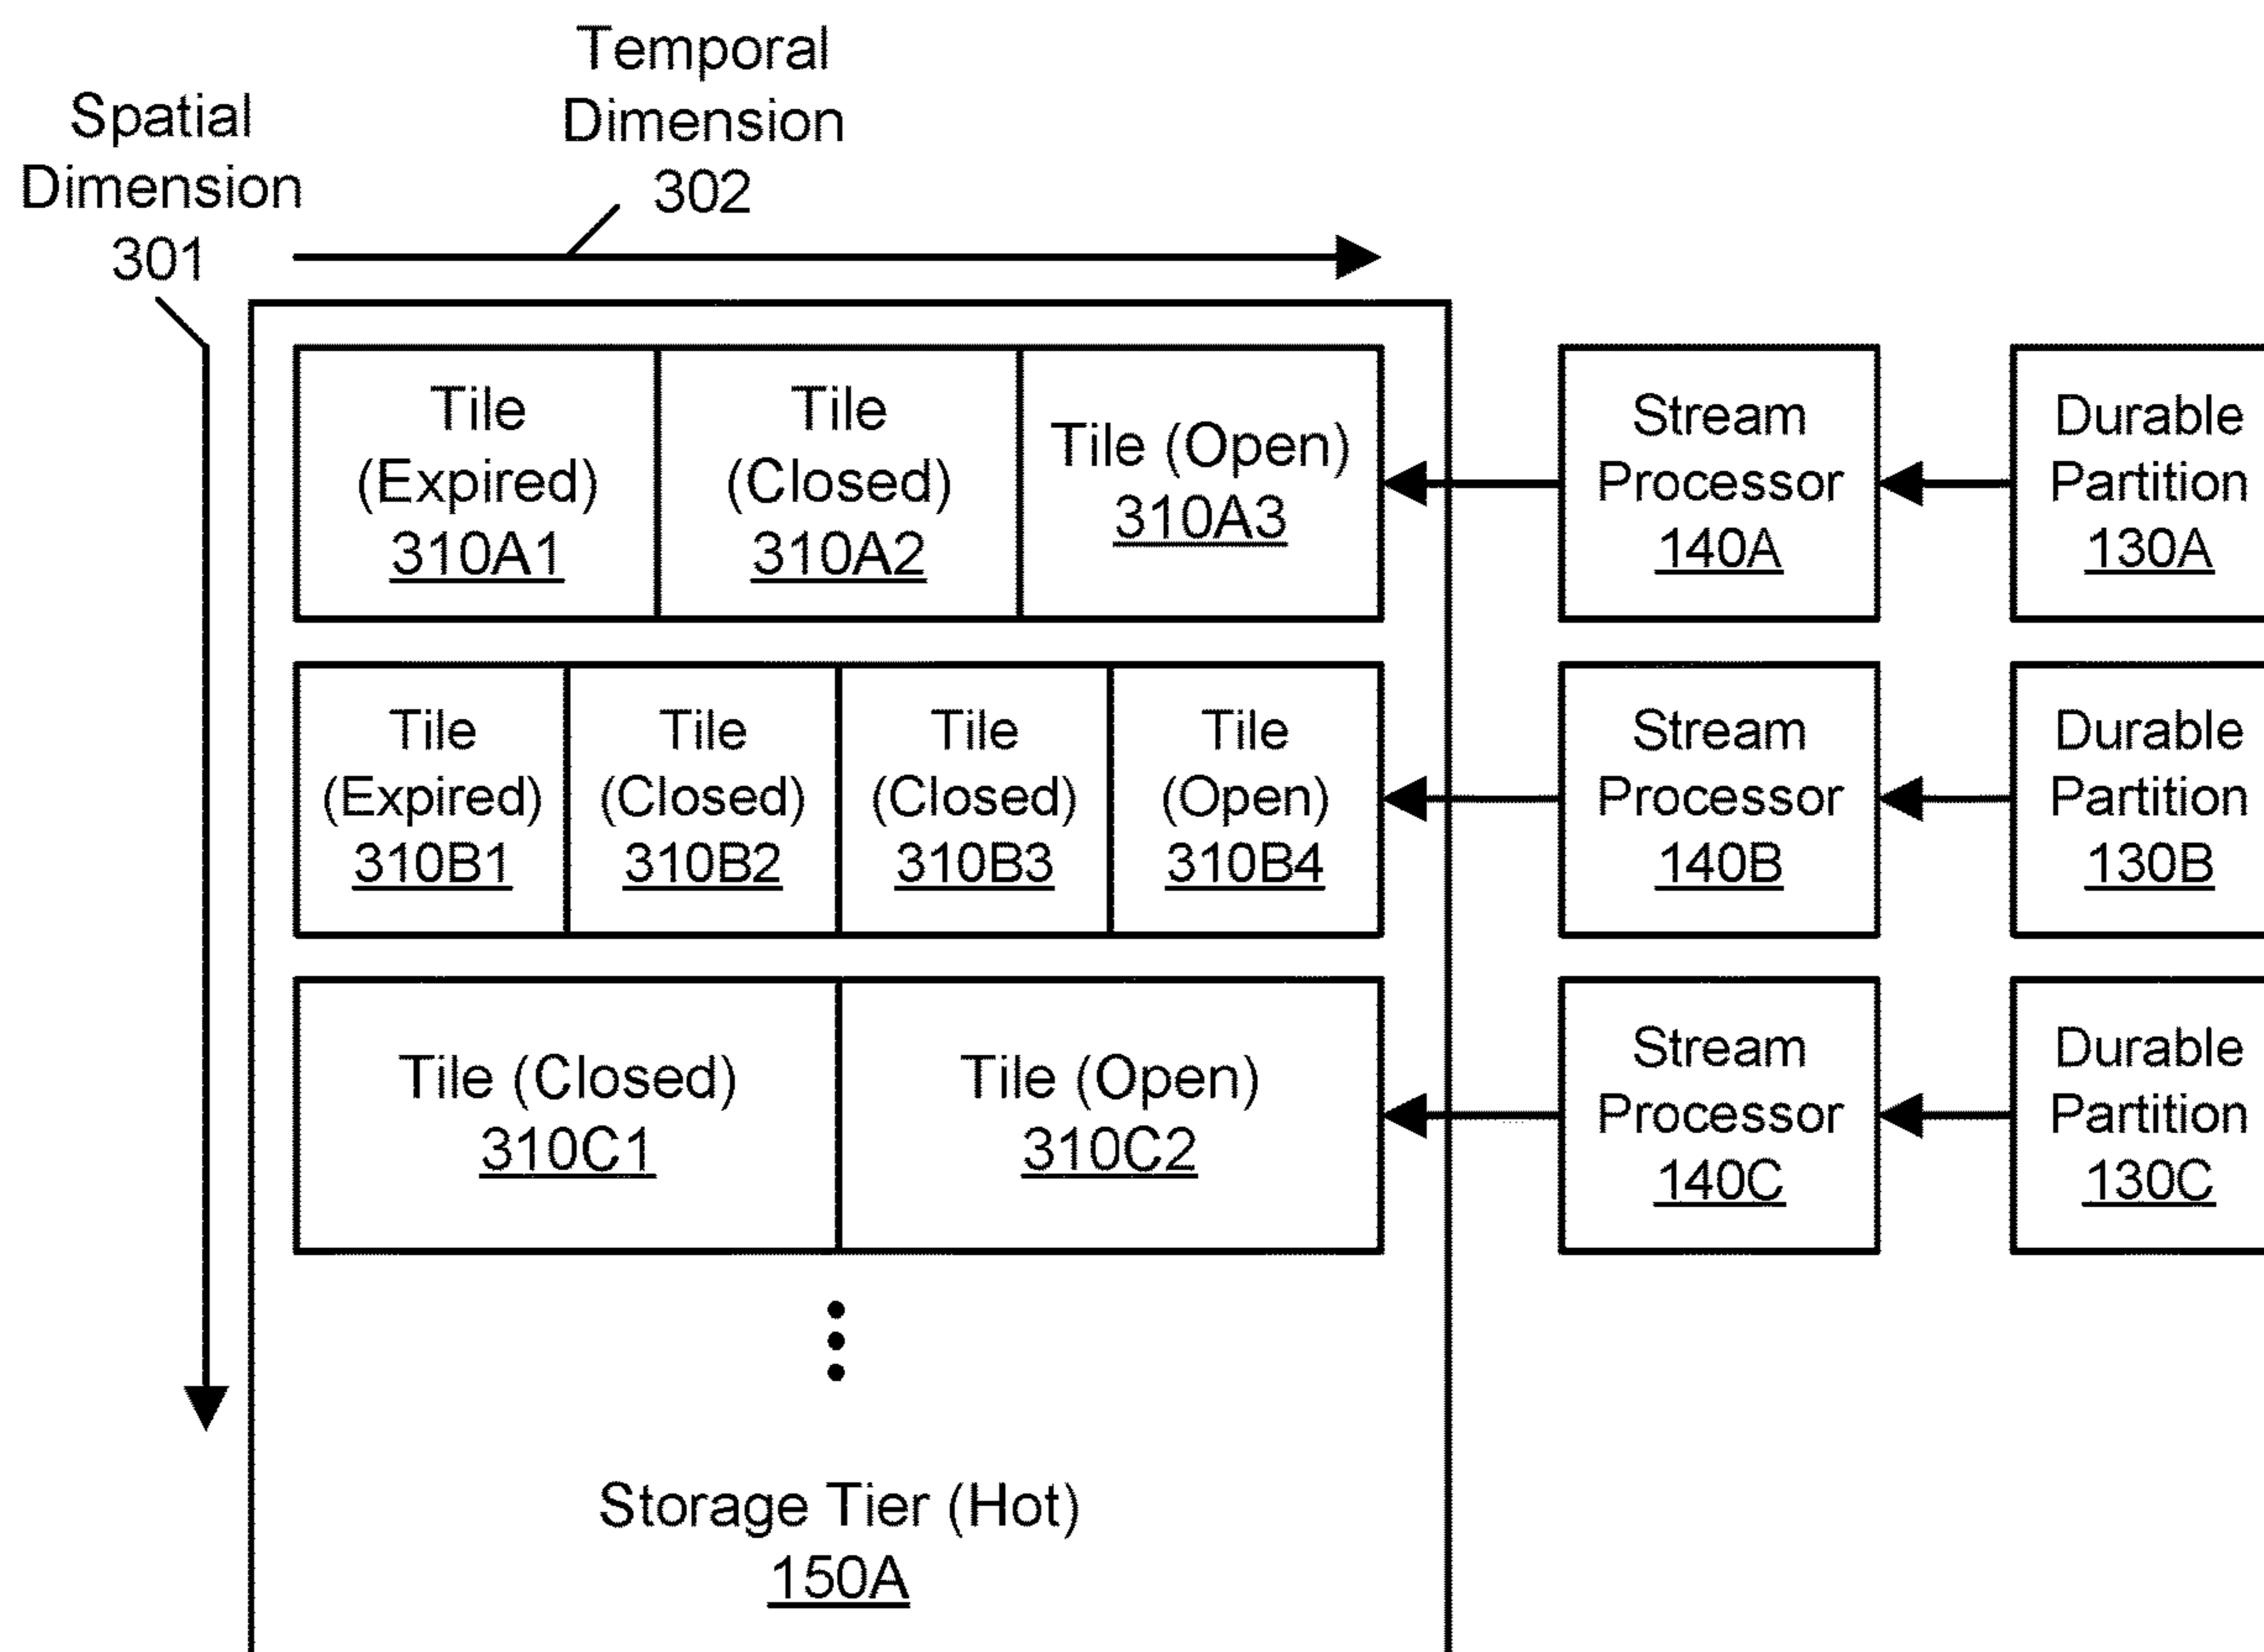 Temporal
Dimension
302
Spatial
Dimension
301
Tile
(Expired)
310A1
Tile
(Closed)
310A2
Tile (Open)
310A3
Stream
Processor
140A
Durable
Partition
130A
Tile
(Expired)
310B1
Tile
(Closed)
310B2
Tile
(Closed)
310B3
Tile
(Open)
310B4
Stream
Processor
140B
Durable
Partition
130B
Tile (Closed)
310C1
Tile (Open)
310C2
Stream
Processor
140C
Durable
Partition
130C
Storage Tier (Hot)
150A